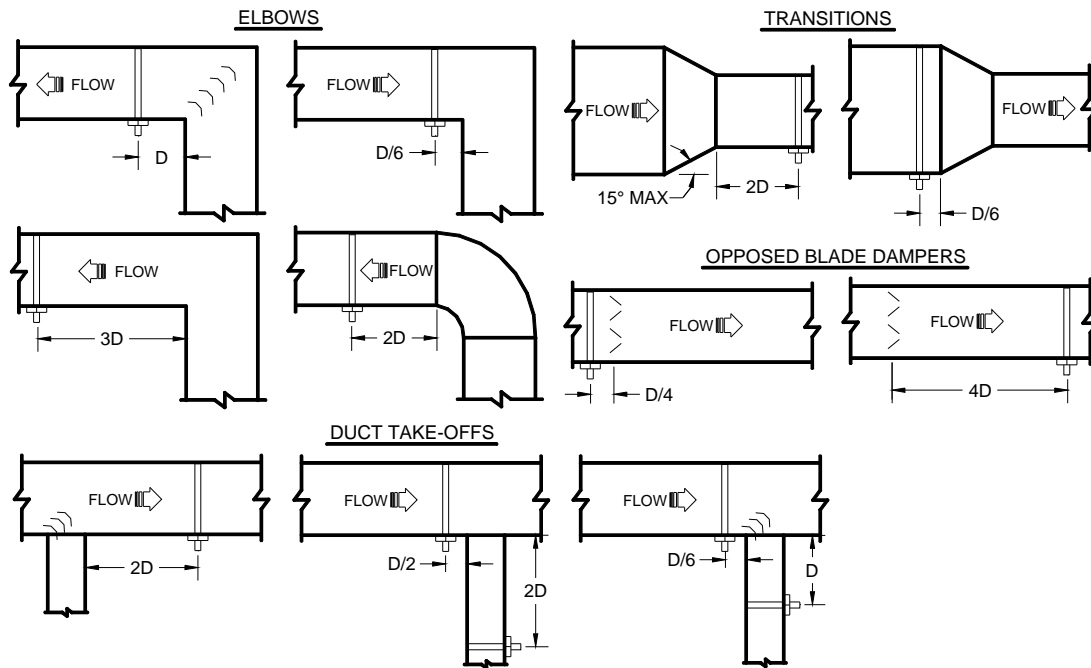 ELBOWS
TRANSITIONS
FLOW
FLOW
FLOW
FLOW
D
D/6
15° MAX
2D
D/6
FLOW
FLOW
3D
2D
OPPOSED BLADE DAMPERS
FLOW
FLOW
D/4
4D
DUCT TAKE-OFFS
FLOW
FLOW
FLOW
2D
D/2
2D
D/6
D